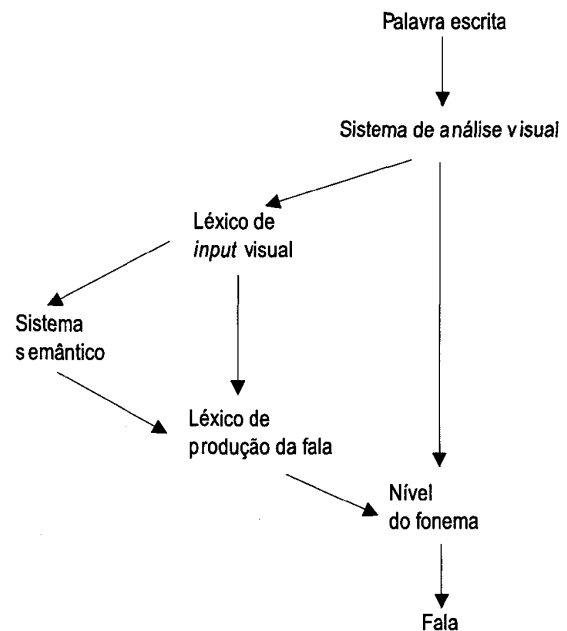 Palavra escrita
Sistema de análise visual
Léxico de
input visual
Sistema
semântico
Léxico de
produção da fala
Nível
do fonema
Fala